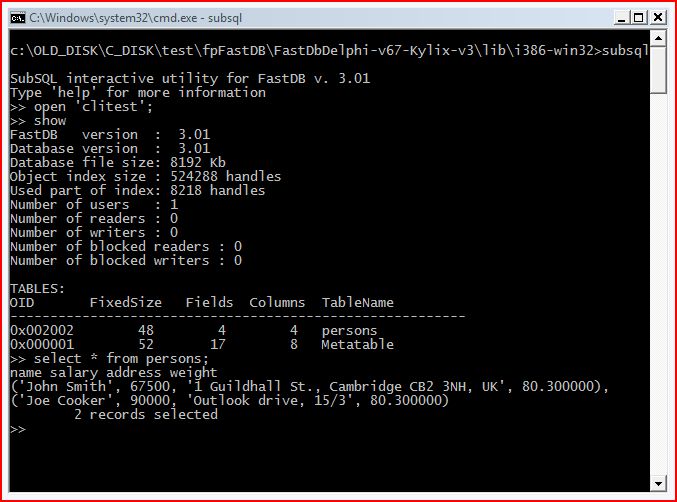 C:\Windows\system32\cmd.exe - subsql
c:\OLD_DISK\C_DISK\test\fpFastDB\FastDbDelphi-v67-Kylix-v3\lib\i386-win32>subsql
SubSQL interactive utility for FastDB v. 3.01
Type 'help' for more information
>> open 'clitest';
>> show
FastDB   version  :  3.01
Database version  :  3.01
Database file size: 8192 Kb
Object index size : 524288 handles
Used part of index: 8218 handles
Number of users   : 1
Number of readers : 0
Number of writers : 0
Number of blocked readers : 0
Number of blocked writers : 0
TABLES:
OID       FixedSize   Fields  Columns  TableName
---------------------------------------------------------
0x002002        48        4        4   persons
0x000001        52       17        8   Metatable
>> select * from persons;
name salary address weight
('John Smith', 67500, '1 Guildhall St., Cambridge CB2 3NH, UK', 80.300000),
('Joe Cooker', 90000, 'Outlook drive, 15/3', 80.300000)
        2 records selected
>>